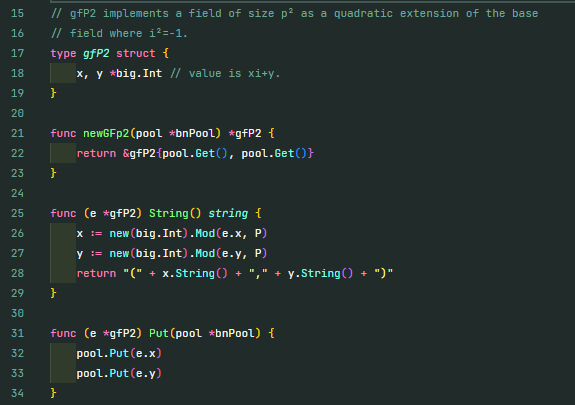 15 // gfP2 implements a field of size p² as a quadratic extension of the base
16 // field where i²=-1.
17 type gfP2 struct {
18     x, y *big.Int // value is xi+y.
19 }
20
21 func newGFp2(pool *bnPool) *gfP2 {
22     return &gfP2{pool.Get(), pool.Get()}
23 }
24
25 func (e *gfP2) String() string {
26     x := new(big.Int).Mod(e.x, P)
27     y := new(big.Int).Mod(e.y, P)
28     return "(" + x.String() + "," + y.String() + ")"
29 }
30
31 func (e *gfP2) Put(pool *bnPool) {
32     pool.Put(e.x)
33     pool.Put(e.y)
34 }